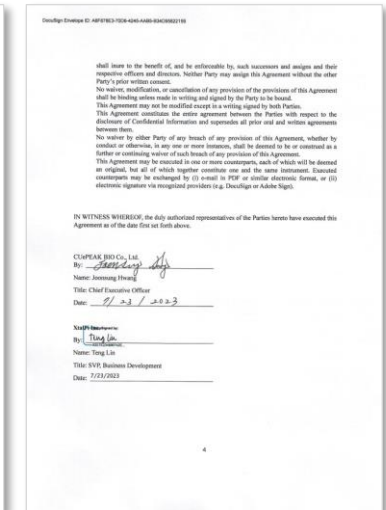 shall inure to the benefit of, and be enforceable by, such successors and assigns and their
respective officers and directors. Neither Party may assign this Agreement without the other
Party's prior written consent.
No waiver, modification, or cancellation of any provision of the provisions of this Agreement
shall be binding unless made in writing and signed by the Party to be bound.
This Agreement may not be modified except in a writing signed by both Parties.
This Agreement constitutes the entire agreement between the Parties with respect to the
disclosure of Confidential Information and supersedes all prior oral and written agreements
between them.
No waiver by either Party of any breach of any provision of this Agreement, whether by
conduct or otherwise, in any one or more instances, shall be deemed to be or construed as a
further or continuing waiver of such breach of any provision of this Agreement.
This Agreement may be executed in one or more counterparts, each of which will be deemed
an original, but all of which together constitute one and the same instrument. Executed
counterparts may be exchanged by (i) e-mail in PDF or similar electronic format, or (ii)
electronic signature via recognized providers (e.g. DocuSign or Adobe Sign).
IN WITNESS WHEREOF, the duly authorized representatives of the Parties hereto have executed this
Agreement as of the date first set forth above.
CUsPEAK BIO Co., Ltd.
By:
Name: Joonsung Hwang
Title: Chief Executive Officer
Date: 7/23/2023
By: Teng Lin
Name: Teng Lin
Title: SVP, Business Development
Date: 7/23/2023
4